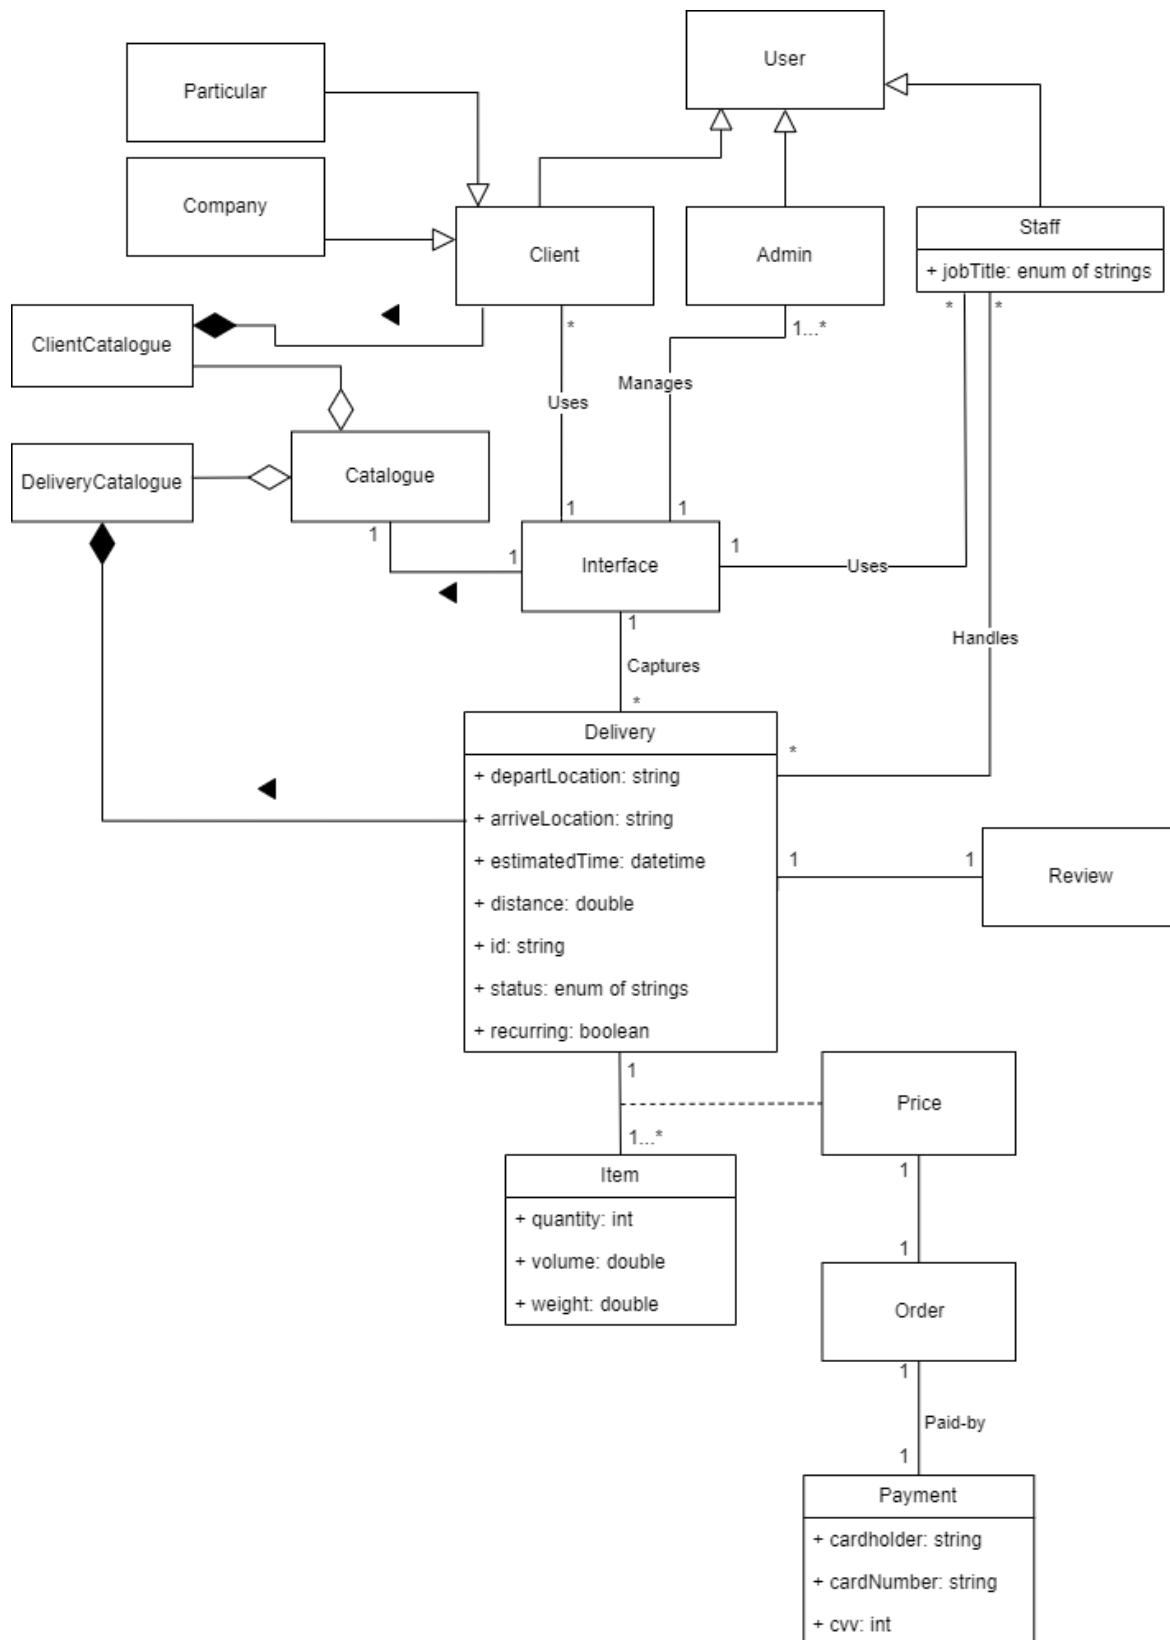 User
Particular
Company
Client
Admin
Staff
+ jobTitle: enum of strings
*
1...*
*
*
ClientCatalogue
Manages
Uses
DeliveryCatalogue
Catalogue
1
1
1
1
1
Interface
Uses
1
Handles
Captures
*
Delivery
*
+ departLocation: string
+ arriveLocation: string
+ estimatedTime: datetime
1
1
Review
+ distance: double
+ id: string
+ status: enum of strings
+ recurring: boolean
1
Price
1...*
1
Item
+ quantity: int
+ volume: double
+ weight: double
1
Order
1
Paid-by
1
Payment
+ cardholder: string
+ cardNumber: string
+ cvv: int